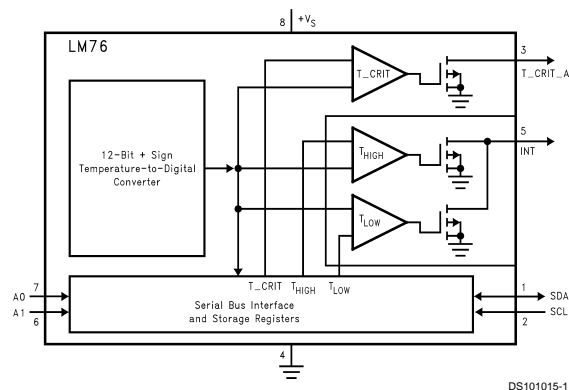 8 +VS
LM76
3
T_CRIT_A
T_CRIT
5
INT
12-Bit + Sign
Temperature-to-Digital
Converter
THIGH
TLOW
T_CRIT THIGH TLOW
7
A0
A1
6
Serial Bus Interface
and Storage Registers
1
SDA
SCL
2
4
DS101015-1